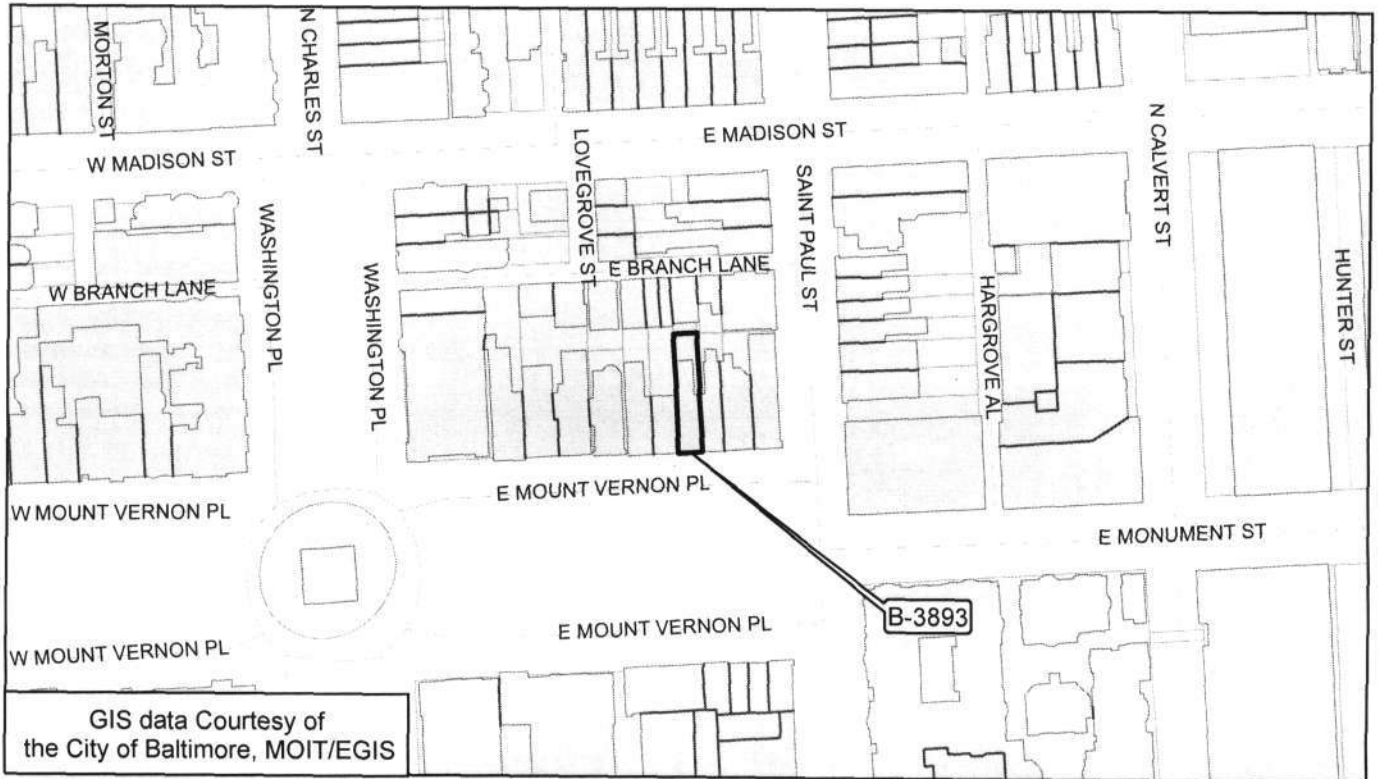 MORTON ST
N CHARLES ST
W MADISON ST
E MADISON ST
LOVEGROVE ST
N CALVERT ST
SAINT PAUL ST
WASHINGTON PL
WASHINGTON PL
E BRANCH LANE
W BRANCH LANE
HARGROVE AL
HUNTER ST
W MOUNT VERNON PL
E MOUNT VERNON PL
E MONUMENT ST
B-3893
E MOUNT VERNON PL
W MOUNT VERNON PL
GIS data Courtesy of
the City of Baltimore, MOIT/EGIS